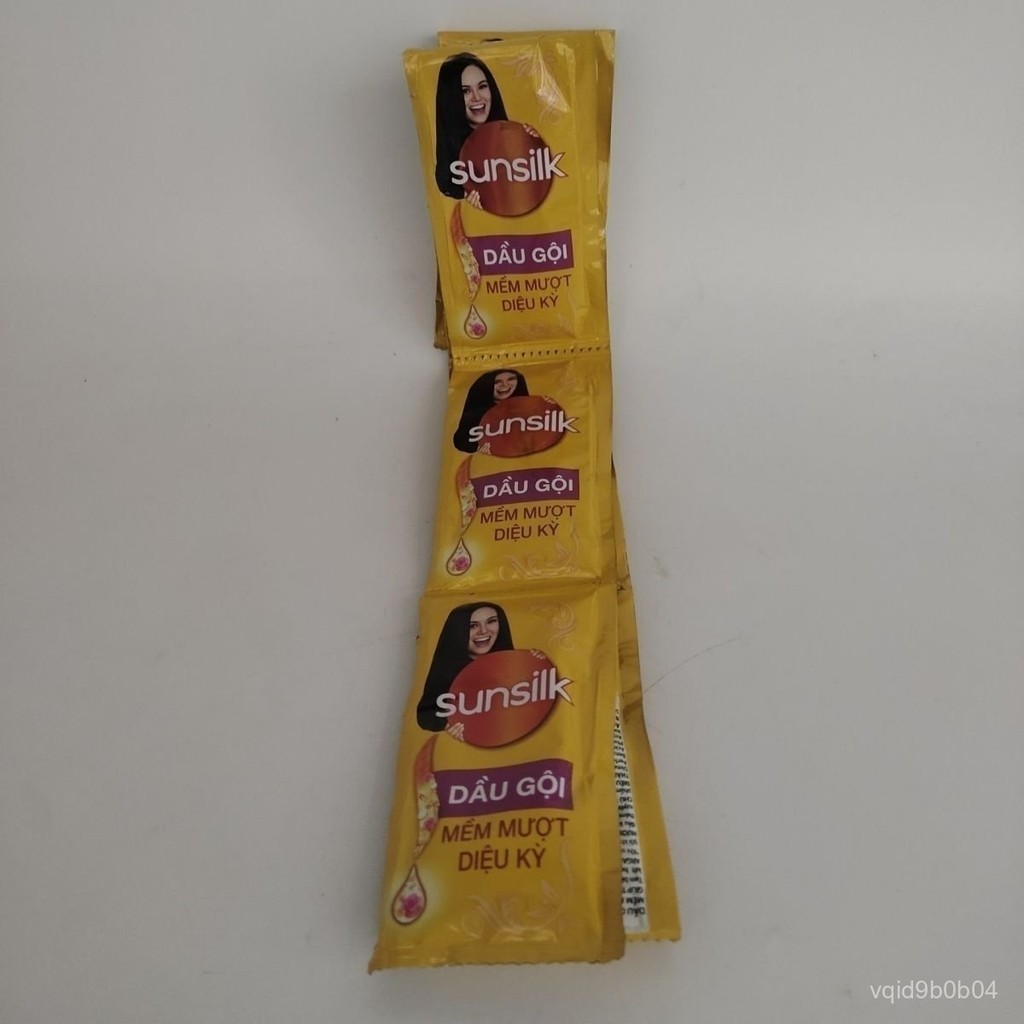 sunsilk
DẦU GỘI
MỀM MƯỢT
DIỆU KỲ
sunsilk
DẦU GỘI
MỀM MƯỢT
DIỆU KỲ
sunsilk
DẦU GỘI
MỀM MƯỢT
DIỆU KỲ
vqid9b0b04